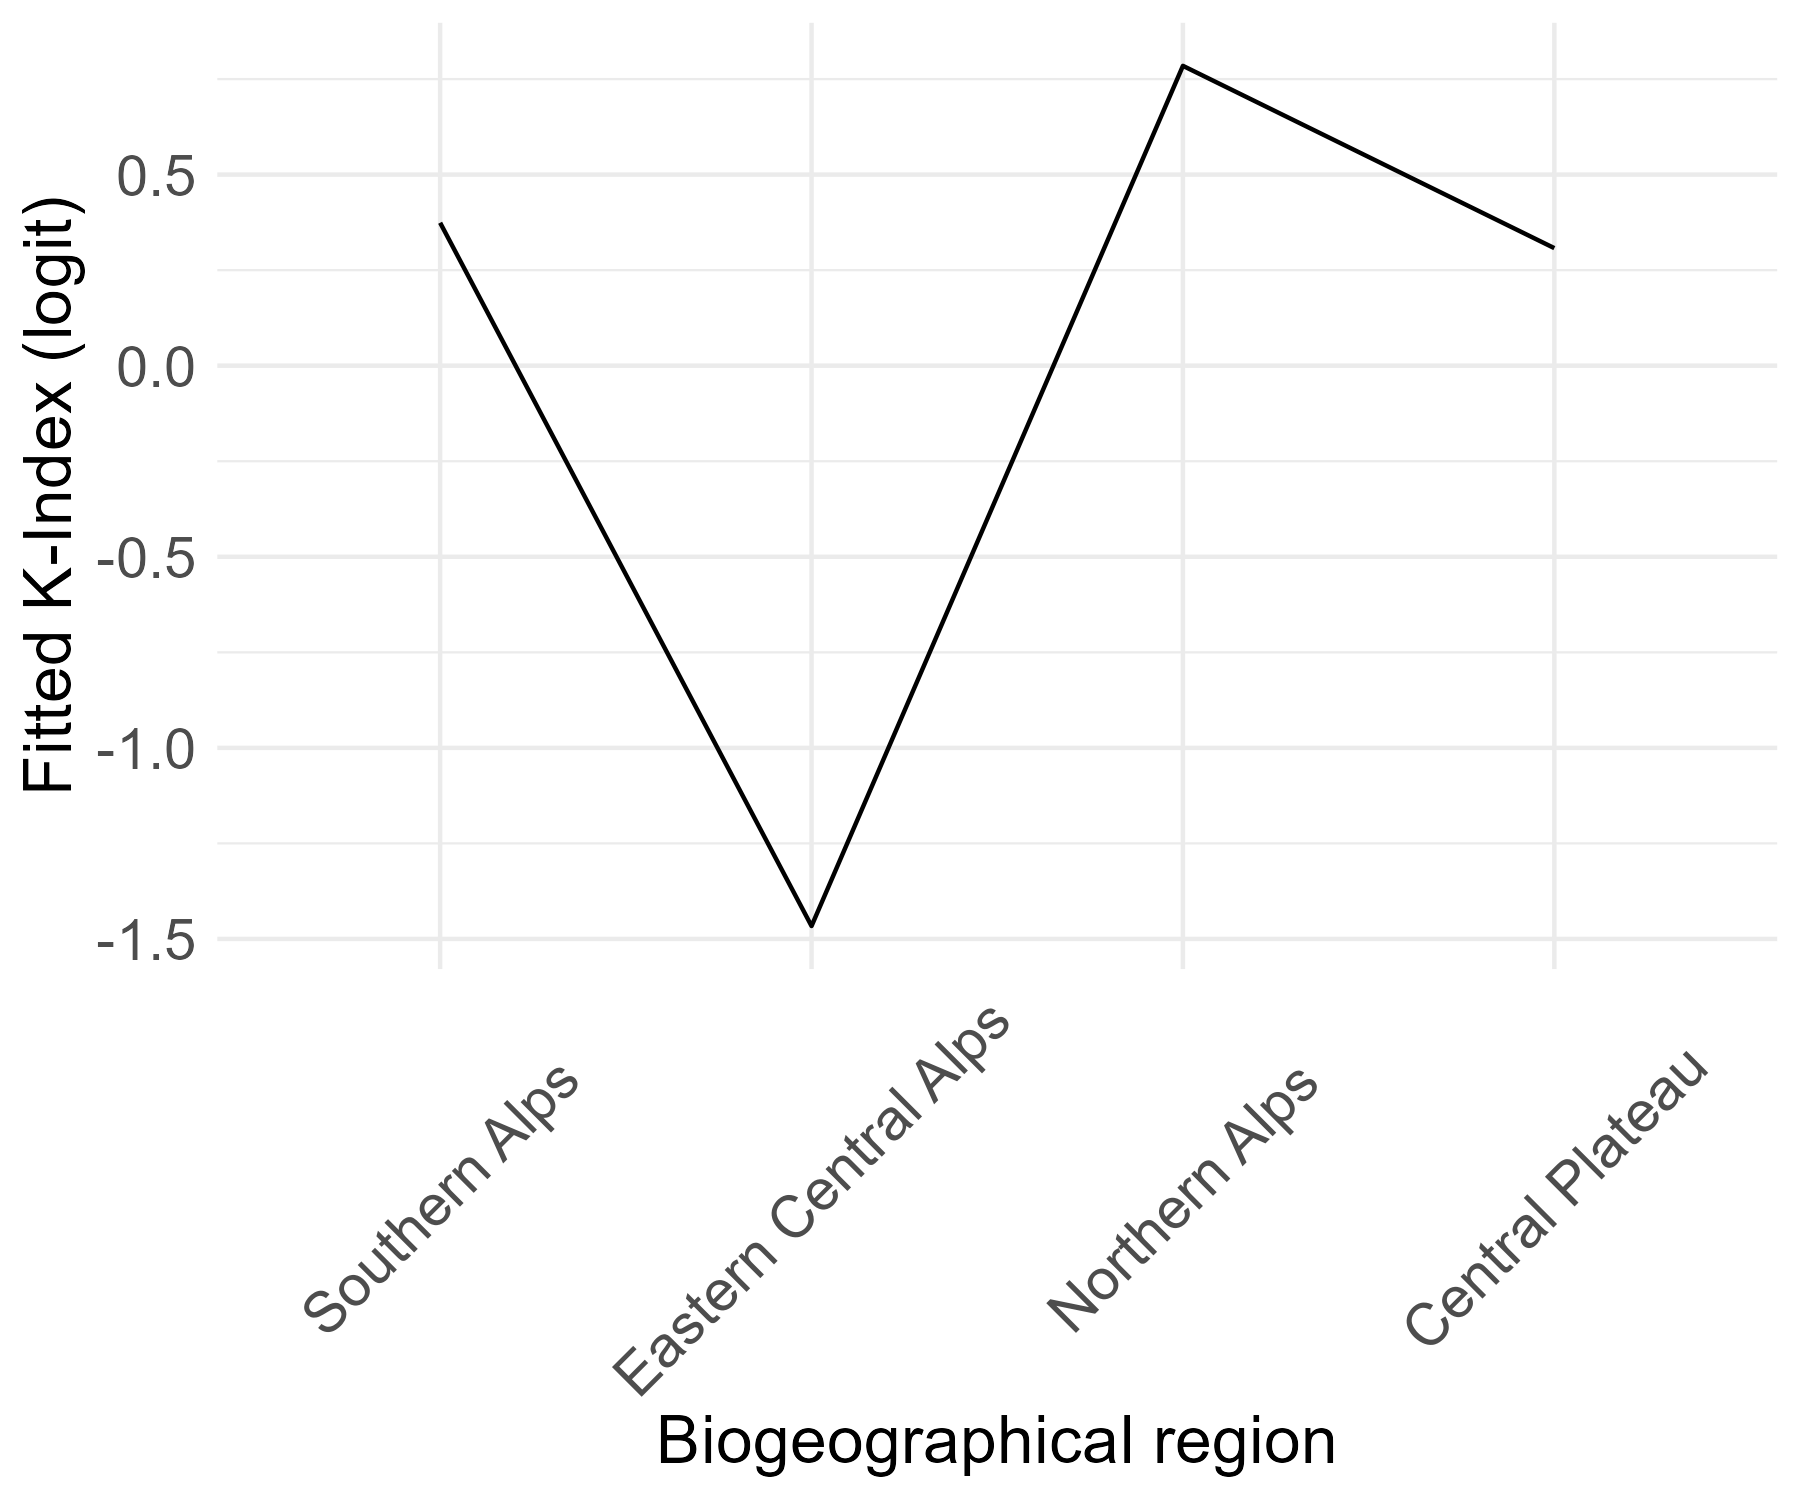 Fitted K-Index (logit)
0.5
0.0
-0.5
-1.0
-1.5
Southern Alps
Eastern Central Alps
Northern Alps
Central Plateau
Biogeographical region